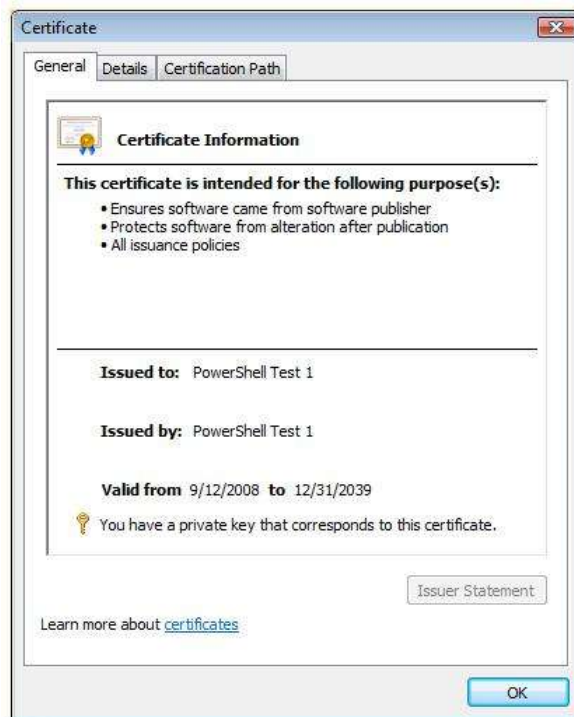 Certificate
General Details Certification Path
Certificate Information
This certificate is intended for the following purpose(s):
• Ensures software came from software publisher
• Protects software from alteration after publication
• All issuance policies
Issued to: PowerShell Test 1
Issued by: PowerShell Test 1
Valid from 9/12/2008 to 12/31/2039
You have a private key that corresponds to this certificate.
Issuer Statement
Learn more about certificates
OK